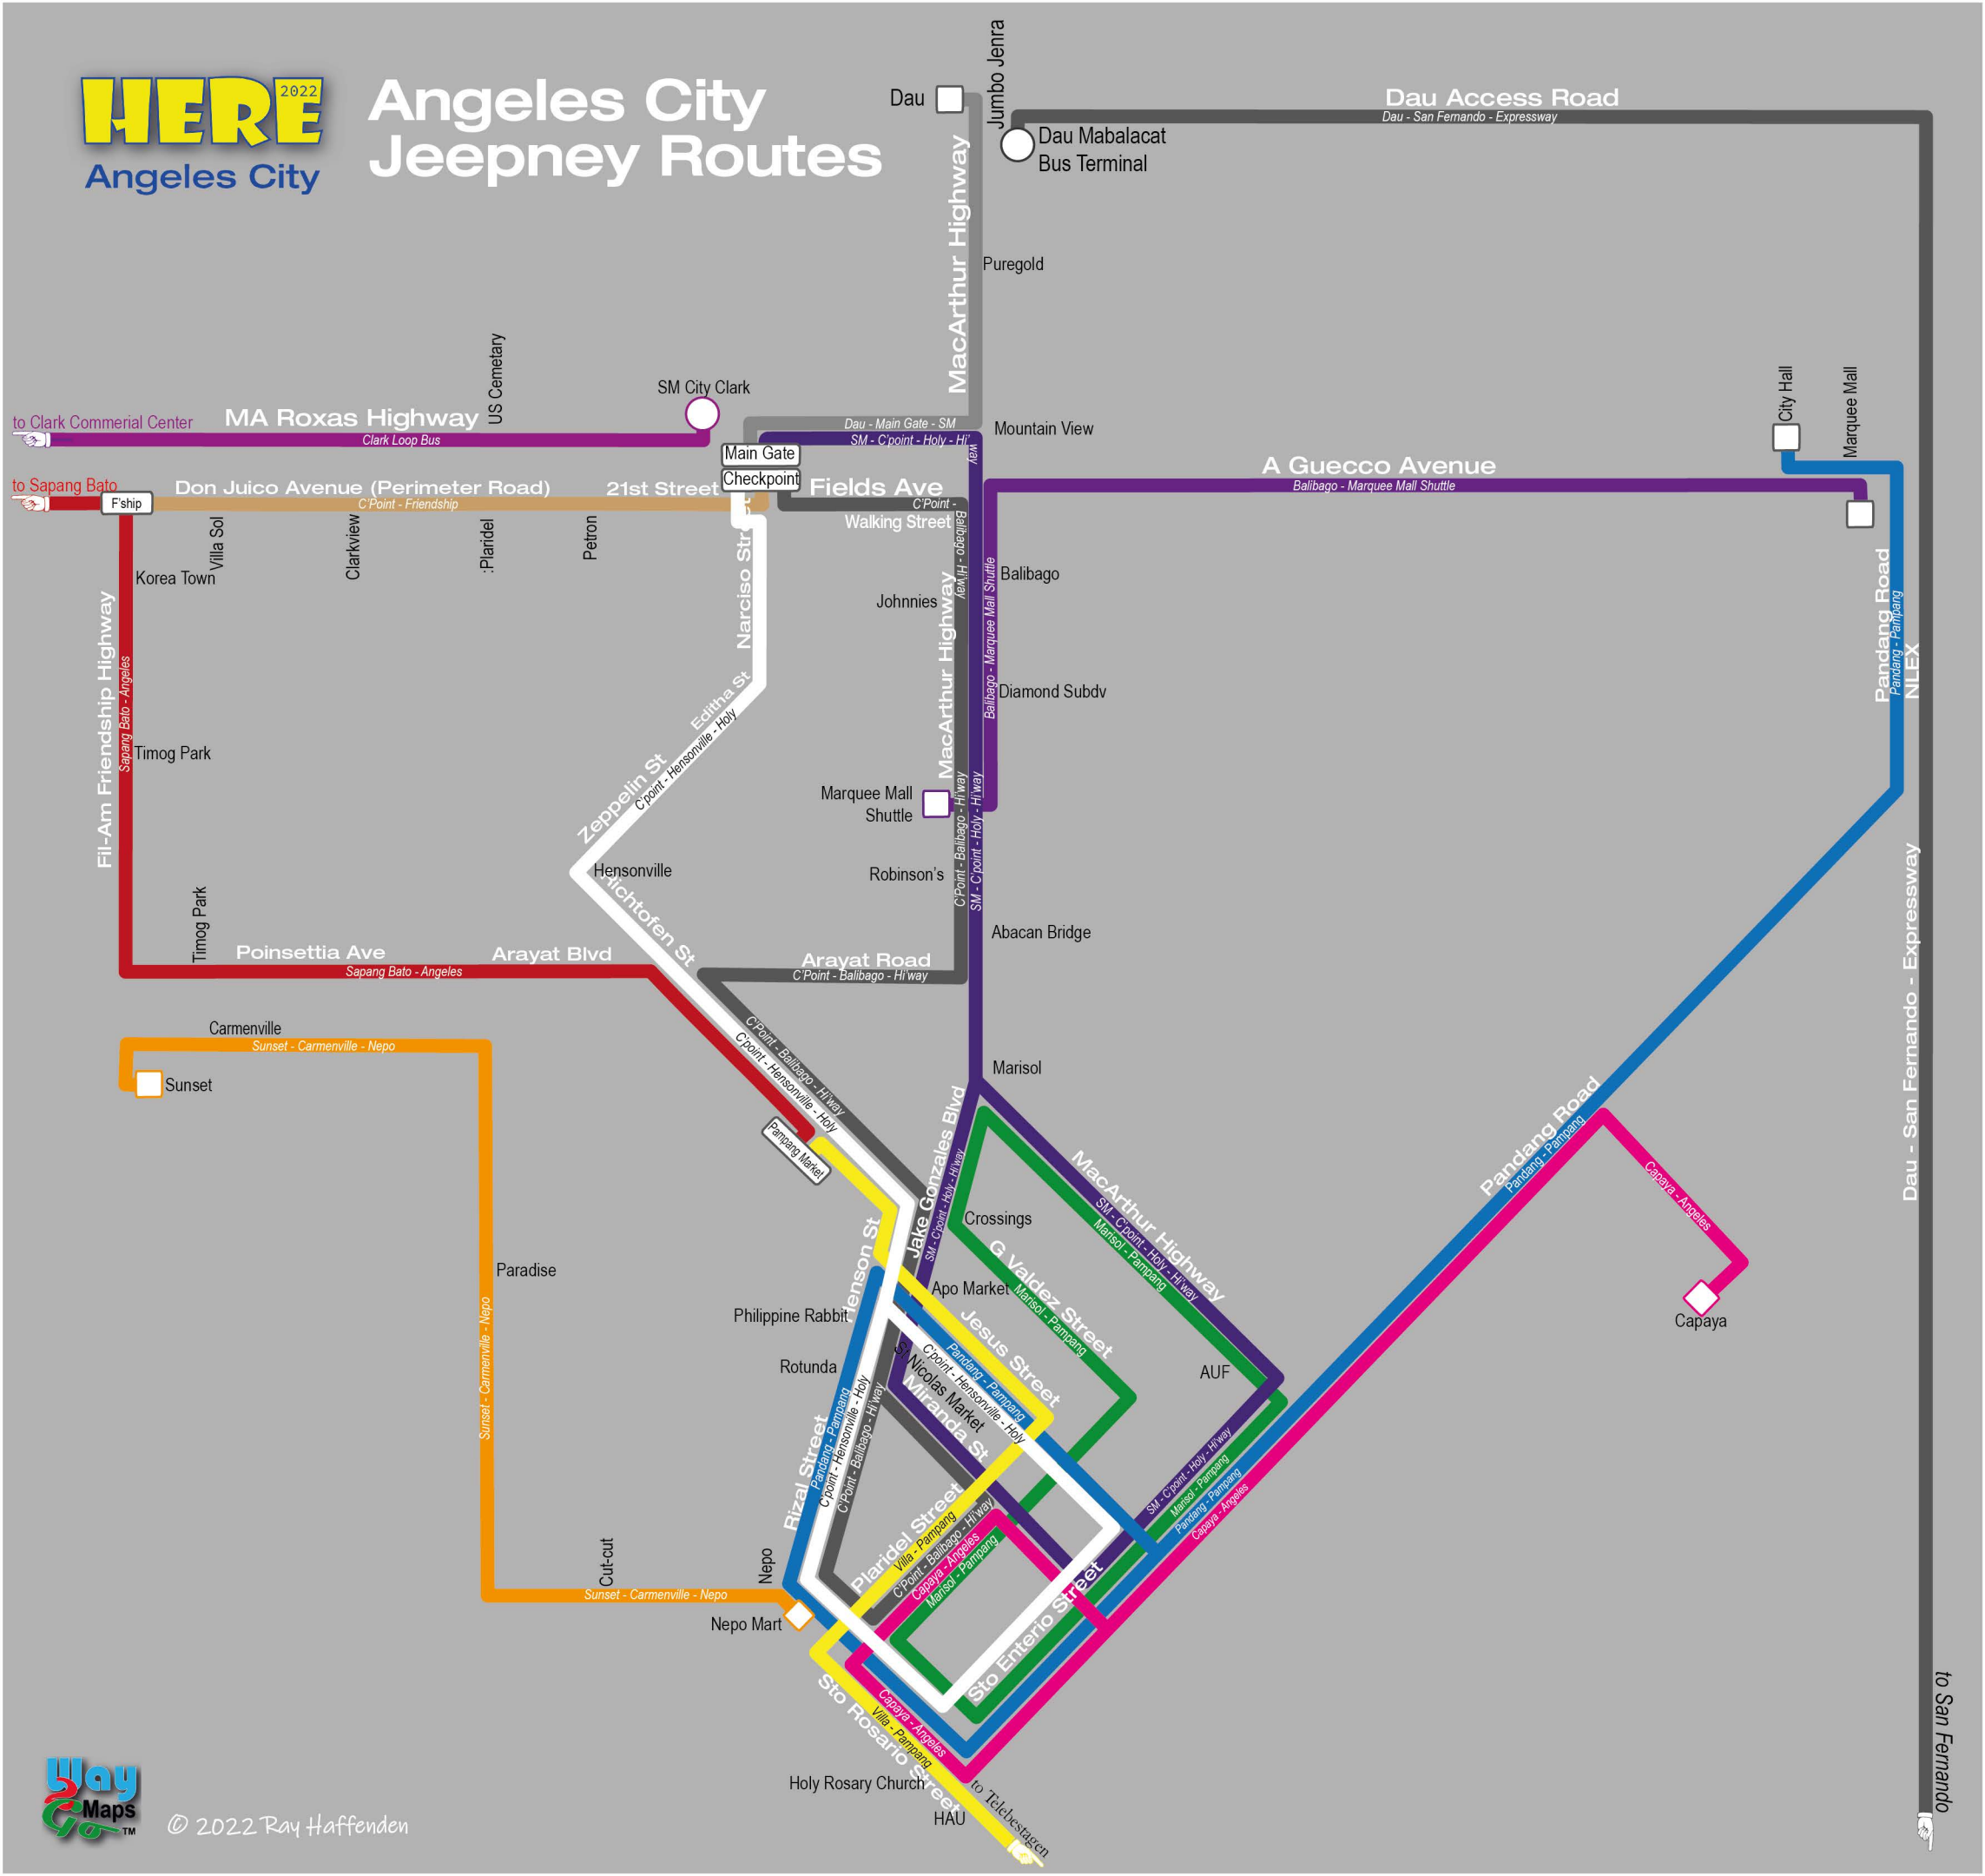 HERE
2022
Angeles City
Angeles City
Jeepney Routes
Dau
Jumbo Jenra
Dau Mabalacat
Bus Terminal
Dau Access Road
Dau - San Fernando - Expressway
MacArthur Highway
Puregold
US Cemetary
SM City Clark
to Clark Commerial Center
MA Roxas Highway
Clark Loop Bus
Dau - Main Gate - SM
SM - C'point - Holy - Hi'
way
Mountain View
Main Gate
Checkpoint
City Hall
Marquee Mall
A Guecco Avenue
Balibago - Marquee Mall Shuttle
to Sapang Bato
F'ship
Don Juico Avenue (Perimeter Road)
C'Point - Friendship
21st Street
Fields Ave
C'Point -
Balibago - Hi'way
Walking Street
Villa Sol
Clarkview
:Plaridel
Petron
Korea Town
Narciso Street
Johnnies
MacArthur Highway
Balibago - Marquee Mall Shuttle
Balibago
Pandang Road
Pandang - Pampang
NLEX
Fil-Am Friendship Highway
Sapang Bato - Angeles
Timog Park
Editha St
C'point - Hensonville - Holy
Zeppelin St
Diamond Subdv
Marquee Mall
Shuttle
C'Point - Balibago - Hi'way
SM - C'point - Holy - Hi'way
Hensonville
Richtofen St
Robinson's
Timog Park
Abacan Bridge
Poinsettia Ave
Arayat Blvd
Sapang Bato - Angeles
Arayat Road
C'Point - Balibago - Hi'way
Dau - San Fernando - Expressway
Carmenville
Sunset - Carmenville - Nepo
Sunset
C'Point - Balibago - Hi'way
C'point - Hensonville - Holy
Marisol
Pampang Market
Jake Gonzales Blvd
SM - C'point - Holy - Hi'way
MacArthur Highway
SM - C'point - Holy - Hi'way
Marisol - Pampang
Pandang Road
Pandang - Pampang
Capaya - Angeles
Capaya
Crossings
G Valdez Street
Marisol - Pampang
Henson St
Paradise
Sunset - Carmenville - Nepo
Apo Market
Philippine Rabbit
Jesus Street
Pandang - Pampang
C'point - Hensonville - Holy
St Nicolas Market
Miranda St
Rotunda
AUF
Rizal Street
Pandang - Pampang
C'point - Hensonville - Holy
C'Point - Balibago - Hi'way
SM - C'point - Holy - Hi'way
Marisol - Pampang
Pandang - Pampang
Capaya - Angeles
Plaridel Street
Villa - Pampang
C'Point - Balibago - Hi'way
Capaya - Angeles
Marisol - Pampang
Cut-cut
Nepo
Sunset - Carmenville - Nepo
Nepo Mart
Sto Enterio Street
Sto Rosario Street
Capaya - Angeles
Villa - Pampang
Holy Rosary Church
HAU
to Telebestagen
to San Fernando
Way
2
Maps
Go
TM
© 2022 Ray Haffenden